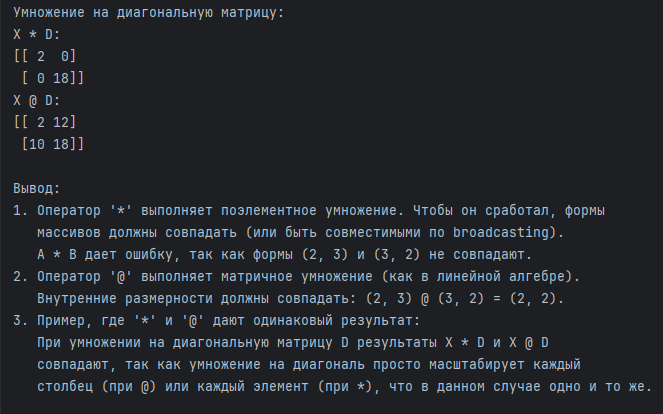 Умножение на диагональную матрицу:
X * D:
[[ 2  0]
 [ 0 18]]
X @ D:
[[ 2 12]
 [10 18]]

Вывод:
1. Оператор '*' выполняет поэлементное умножение. Чтобы он сработал, формы
   массивов должны совпадать (или быть совместимыми по broadcasting).
   A * B дает ошибку, так как формы (2, 3) и (3, 2) не совпадают.
2. Оператор '@' выполняет матричное умножение (как в линейной алгебре).
   Внутренние размерности должны совпадать: (2, 3) @ (3, 2) = (2, 2).
3. Пример, где '*' и '@' дают одинаковый результат:
   При умножении на диагональную матрицу D результаты X * D и X @ D
   совпадают, так как умножение на диагональ просто масштабирует каждый
   столбец (при @) или каждый элемент (при *), что в данном случае одно и то же.